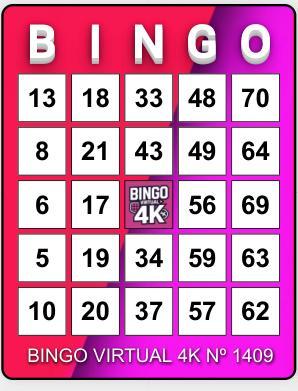 B I N G O
13 18 33 48 70
8 21 43 49 64
6 17 BINGO VIRTUAL 4K 56 69
5 19 34 59 63
10 20 37 57 62
BINGO VIRTUAL 4K Nº 1409